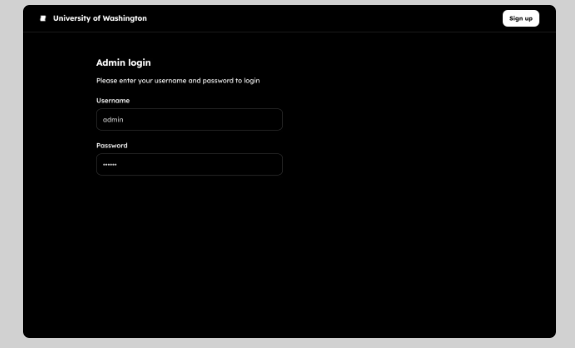 University of Washington
Sign up
Admin login
Please enter your username and password to login
Username
admin
Password
••••••